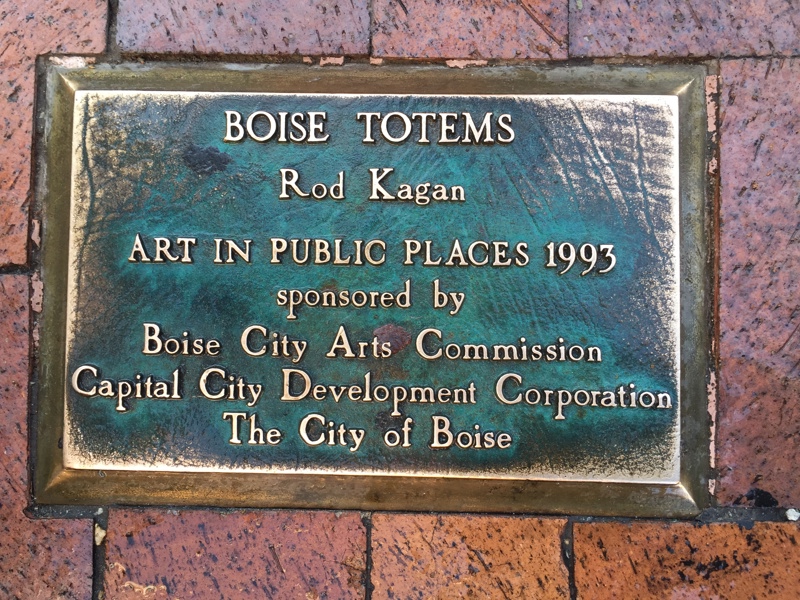 BOISE TOTEMS
Rod Kagan
ART IN PUBLIC PLACES 1993
sponsored by
Boise City Arts Commission
Capital City Development Corporation
The City of Boise